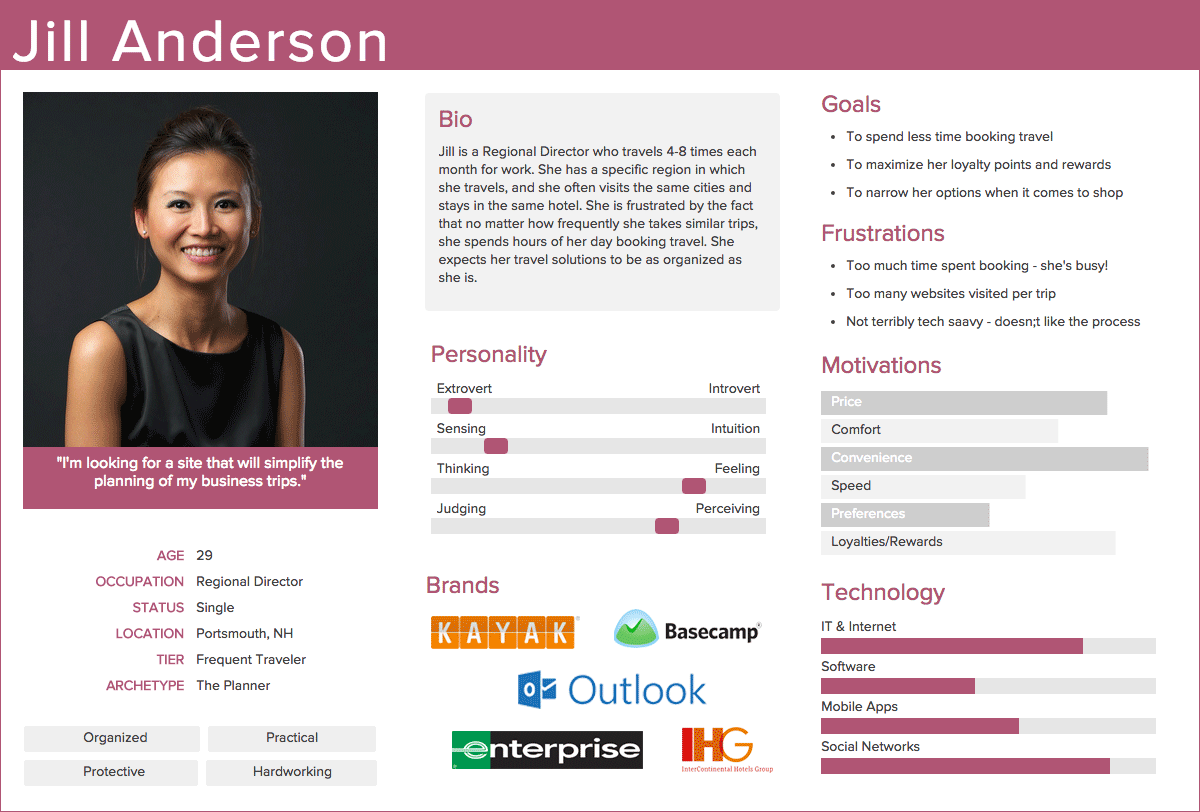 Jill Anderson
"I'm looking for a site that will simplify the
planning of my business trips."
AGE 29
OCCUPATION Regional Director
STATUS Single
LOCATION Portsmouth, NH
TIER Frequent Traveler
ARCHETYPE The Planner
Organized Practical
Protective Hardworking
Bio
Jill is a Regional Director who travels 4-8 times each
month for work. She has a specific region in which
she travels, and she often visits the same cities and
stays in the same hotel. She is frustrated by the fact
that no matter how frequently she takes similar trips,
she spends hours of her day booking travel. She
expects her travel solutions to be as organized as
she is.
Personality
Extrovert Introvert
Sensing Intuition
Thinking Feeling
Judging Perceiving
Brands
KAYAK® Basecamp®
Outlook
enterprise IHG
InterContinental Hotels Group
Goals
• To spend less time booking travel
• To maximize her loyalty points and rewards
• To narrow her options when it comes to shop
Frustrations
• Too much time spent booking - she's busy!
• Too many websites visited per trip
• Not terribly tech saavy - doesn;t like the process
Motivations
Price
Comfort
Convenience
Speed
Preferences
Loyalties/Rewards
Technology
IT & Internet
Software
Mobile Apps
Social Networks